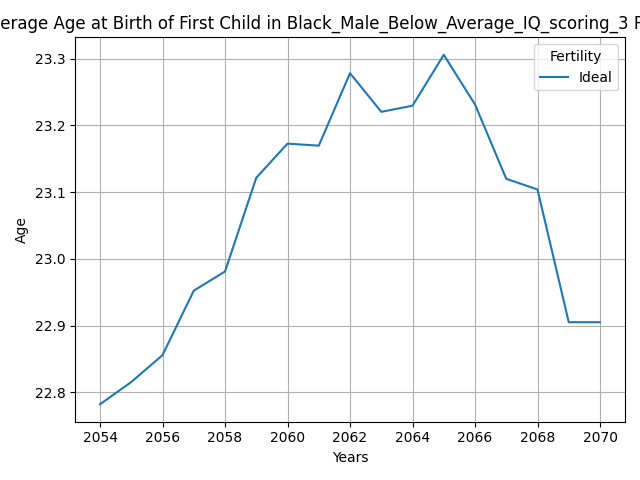 erage Age at Birth of First Child in Black_Male_Below_Average_IQ_scoring_3
Fertility
Ideal
23.3
23.2
23.1
23.0
22.9
22.8
Age
2054 2056 2058 2060 2062 2064 2066 2068 2070
Years